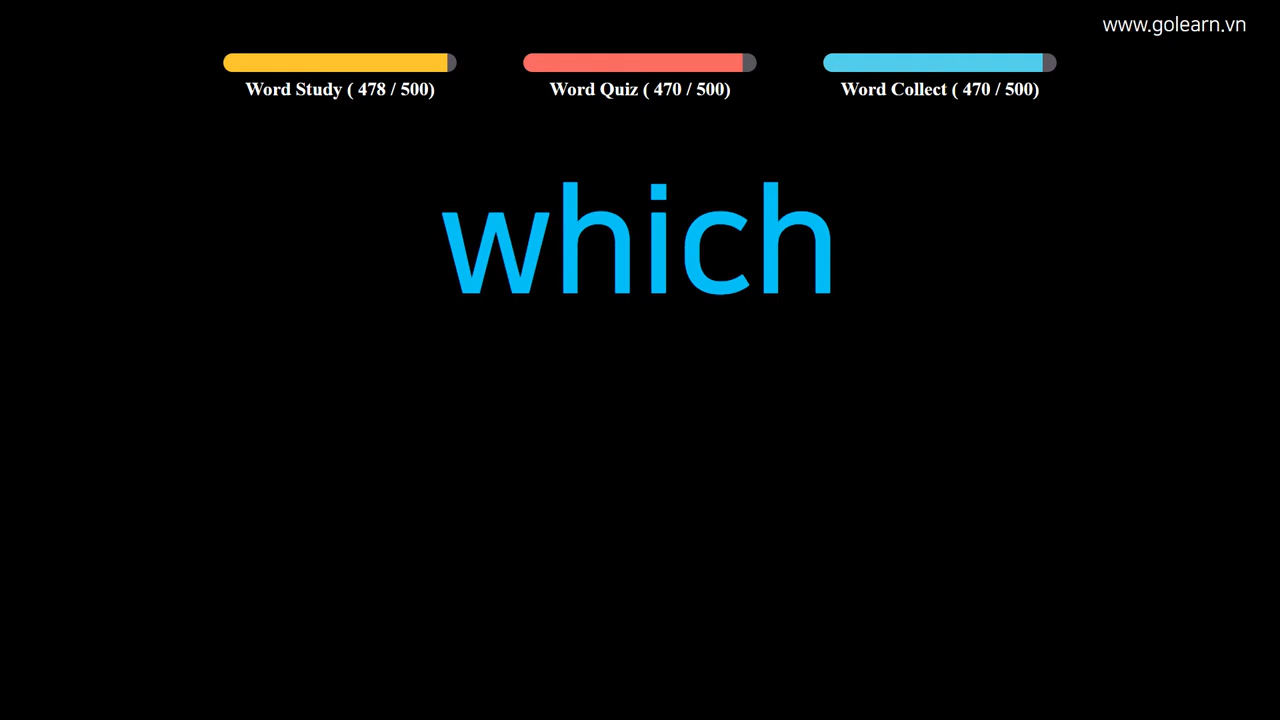 www.golearn.vn
Word Study ( 478 / 500)
Word Quiz ( 470 / 500)
Word Collect ( 470 / 500)
which